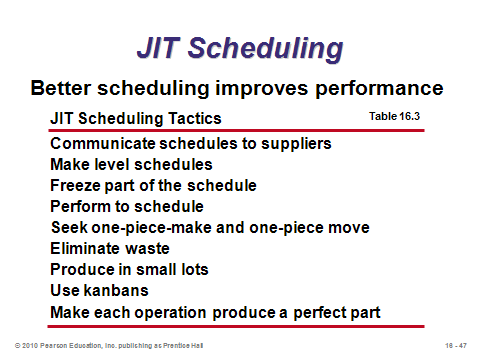 JIT Scheduling
Better scheduling improves performance
JIT Scheduling Tactics
Table 16.3
Communicate schedules to suppliers
Make level schedules
Freeze part of the schedule
Perform to schedule
Seek one-piece-make and one-piece move
Eliminate waste
Produce in small lots
Use kanbans
Make each operation produce a perfect part
© 2010 Pearson Education, Inc. publishing as Prentice Hall
16 - 47